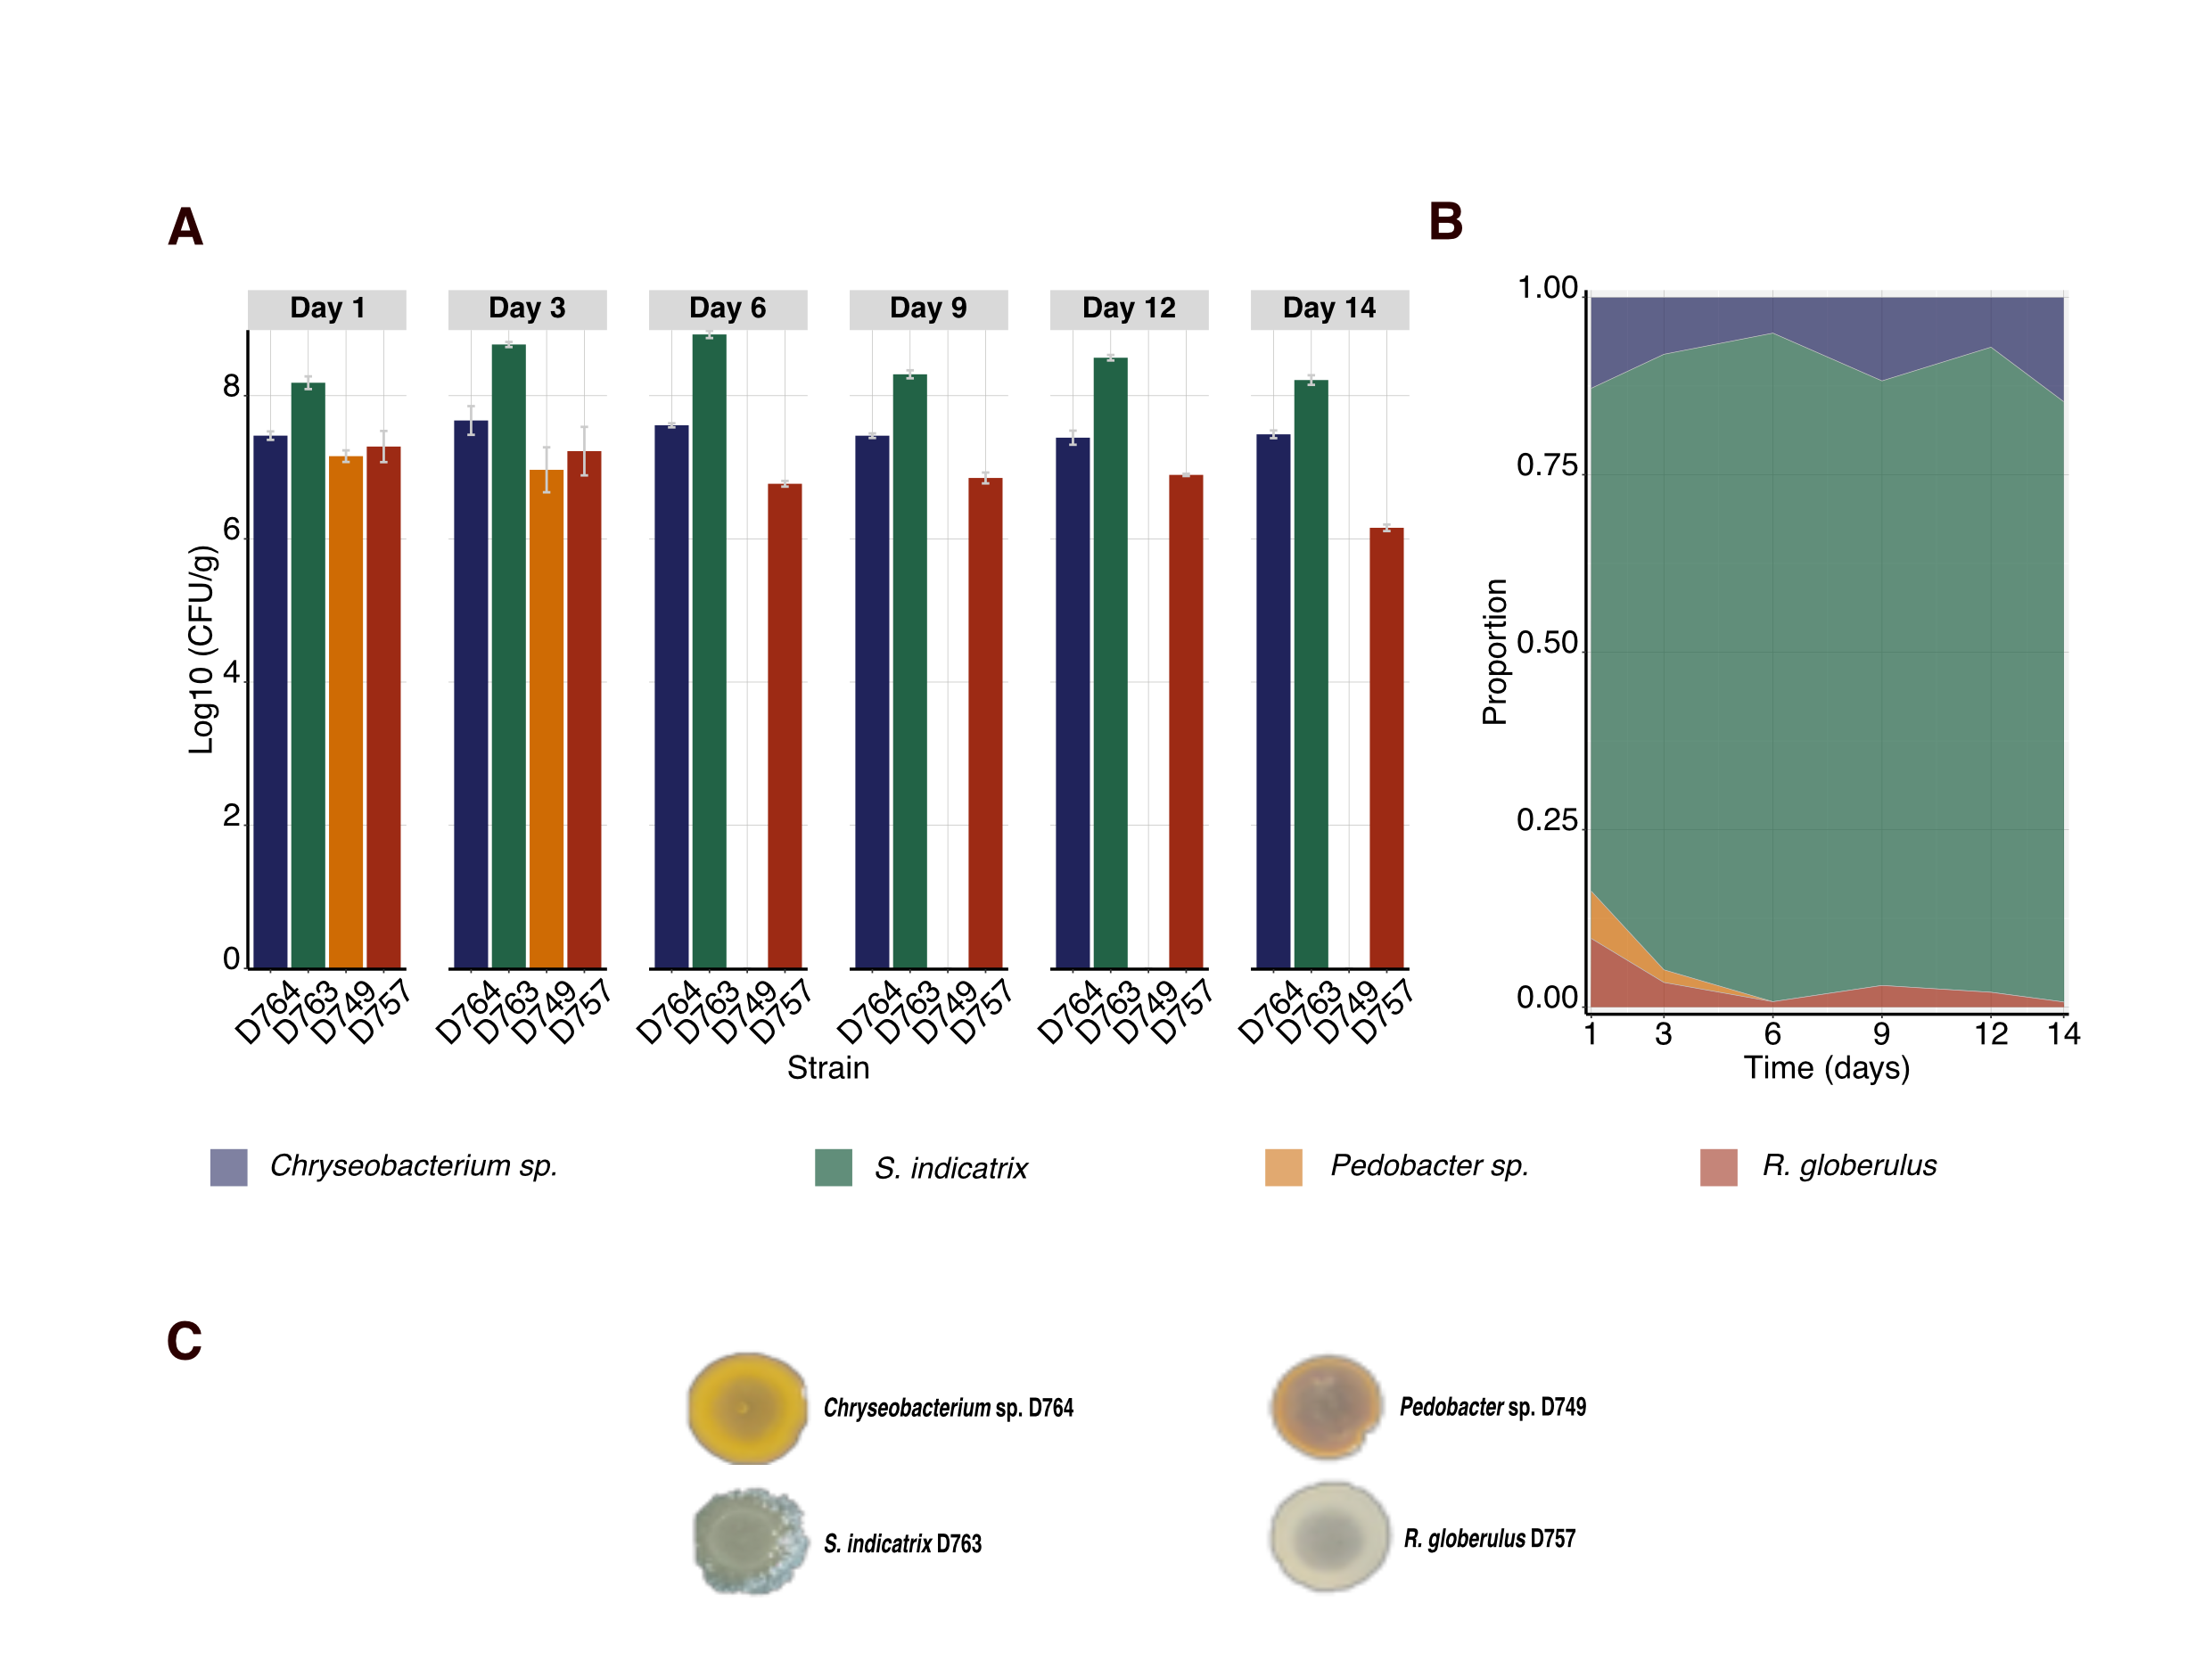 A
B
Day 1
Day 3
Day 6
Day 9
Day 12
Day 14
Log10 (CFU/g)
8
6
4
2
0
D764 D763 D749 D757
D764 D763 D749 D757
D764 D763 D749 D757
D764 D763 D749 D757
D764 D763 D749 D757
D764 D763 D749 D757
Strain
Proportion
1.00
0.75
0.50
0.25
0.00
1 3 6 9 12 14
Time (days)
Chryseobacterium sp.
S. indicatrix
Pedobacter sp.
R. globerulus
C
Chryseobacterium sp. D764
Pedobacter sp. D749
S. indicatrix D763
R. globerulus D757